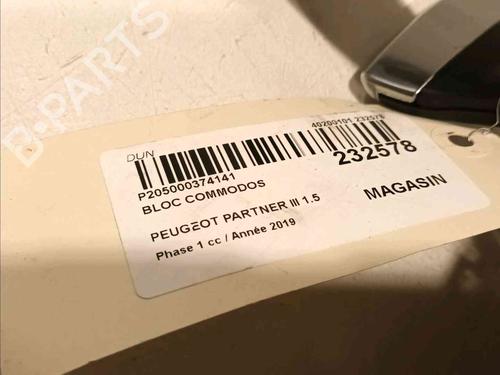 B-PARTS
DUN
40200101 232578
P205000374141
232578
BLOC COMMODOS
MAGASIN
PEUGEOT PARTNER III 1.5
Phase 1 cc / Année 2019